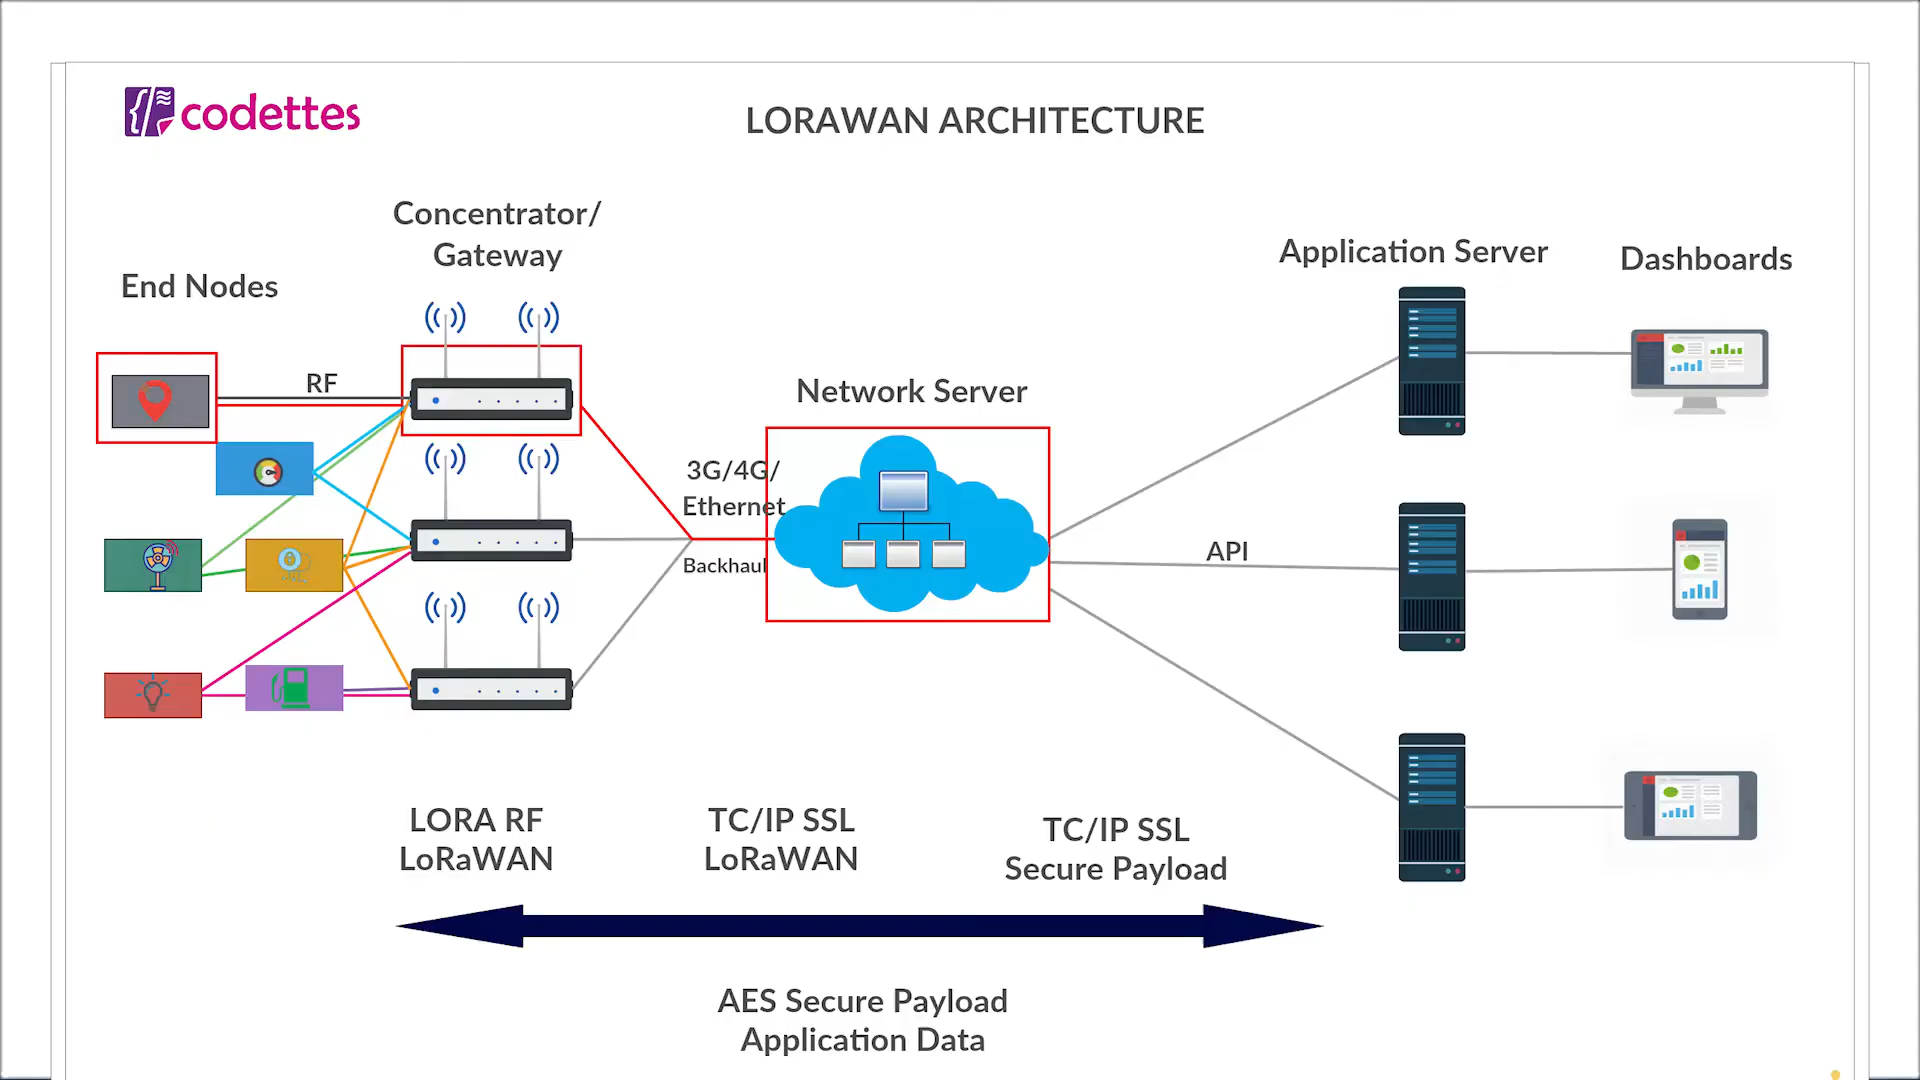 codettes
LORAWAN ARCHITECTURE
Concentrator/
Gateway
End Nodes
Application Server
Dashboards
RF
Network Server
3G/4G/
Ethernet
Backhaul
API
LORA RF
LoRaWAN
TC/IP SSL
LoRaWAN
TC/IP SSL
Secure Payload
AES Secure Payload
Application Data